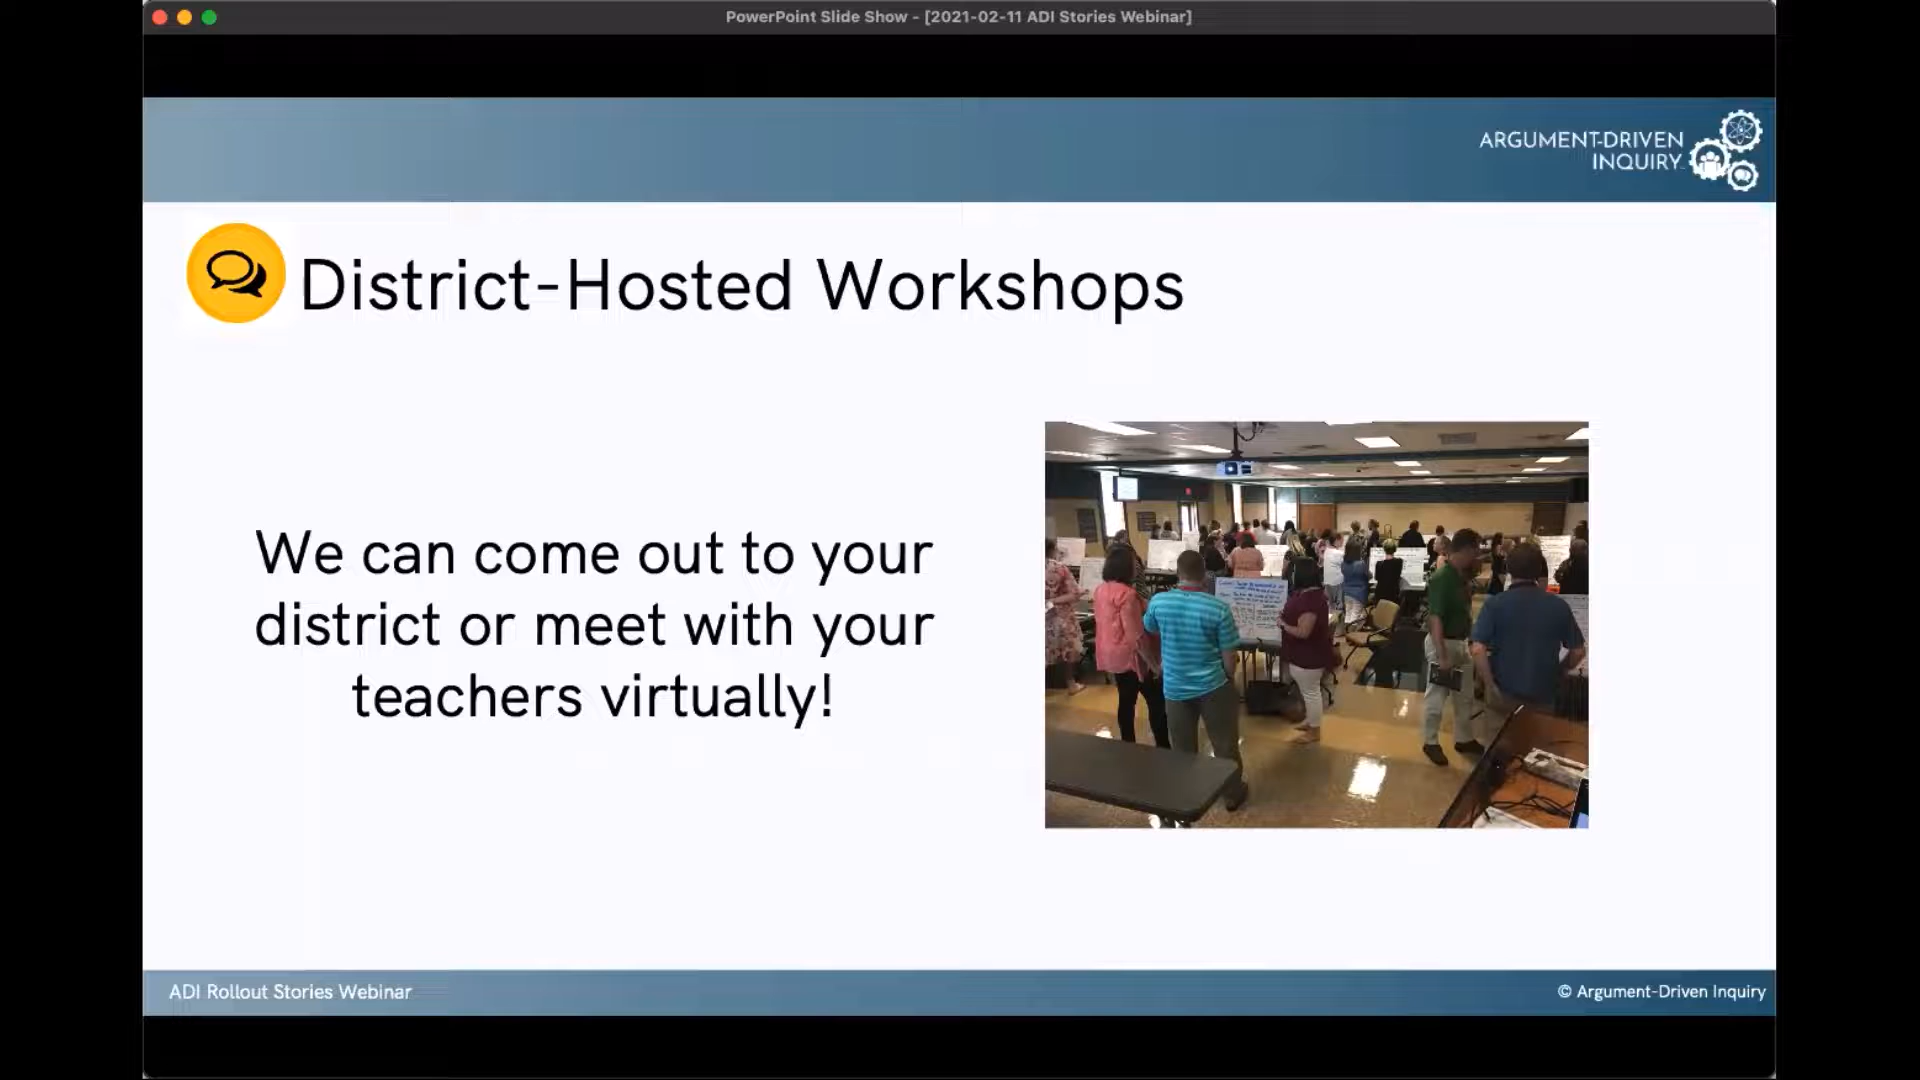 PowerPoint Slide Show - [2021-02-11 ADI Stories Webinar]
ARGUMENT-DRIVEN
INQUIRY
District-Hosted Workshops
We can come out to your
district or meet with your
teachers virtually!
ADI Rollout Stories Webinar
© Argument-Driven Inquiry